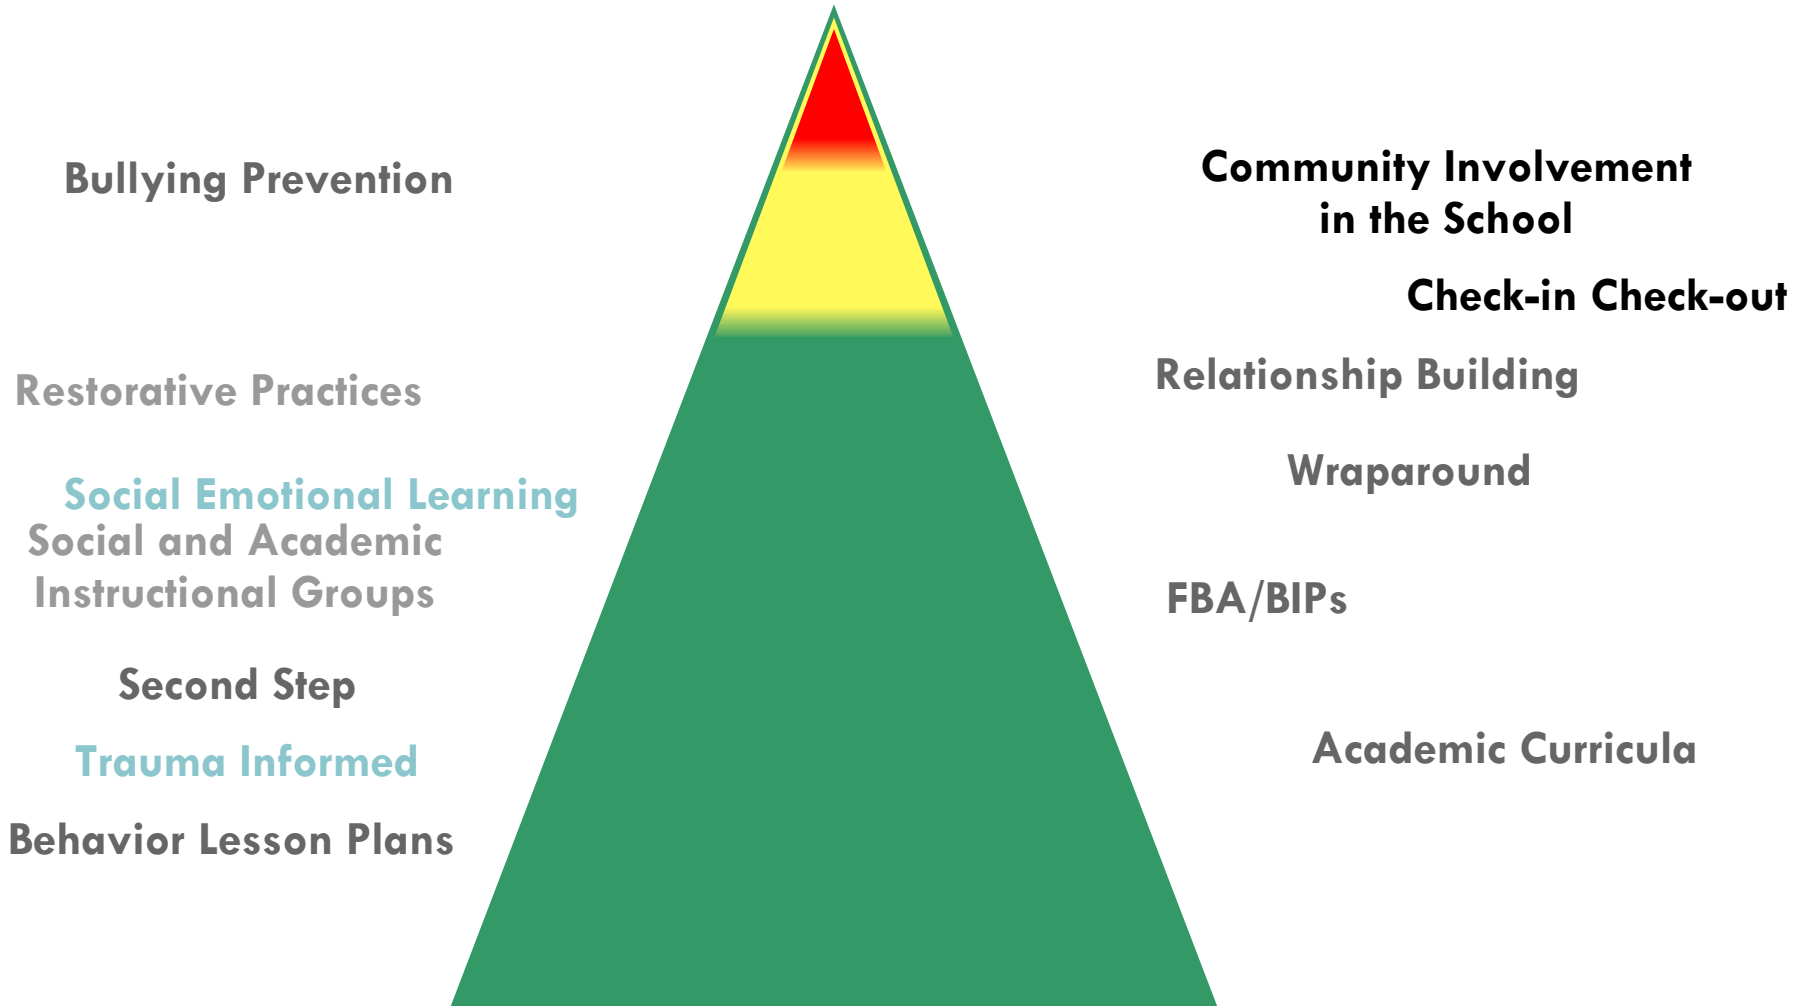 Bullying Prevention
Restorative Practices
Social Emotional Learning
Social and Academic
Instructional Groups
Second Step
Trauma Informed
Behavior Lesson Plans
Community Involvement
in the School
Check-in Check-out
Relationship Building
Wraparound
FBA/BIPs
Academic Curricula